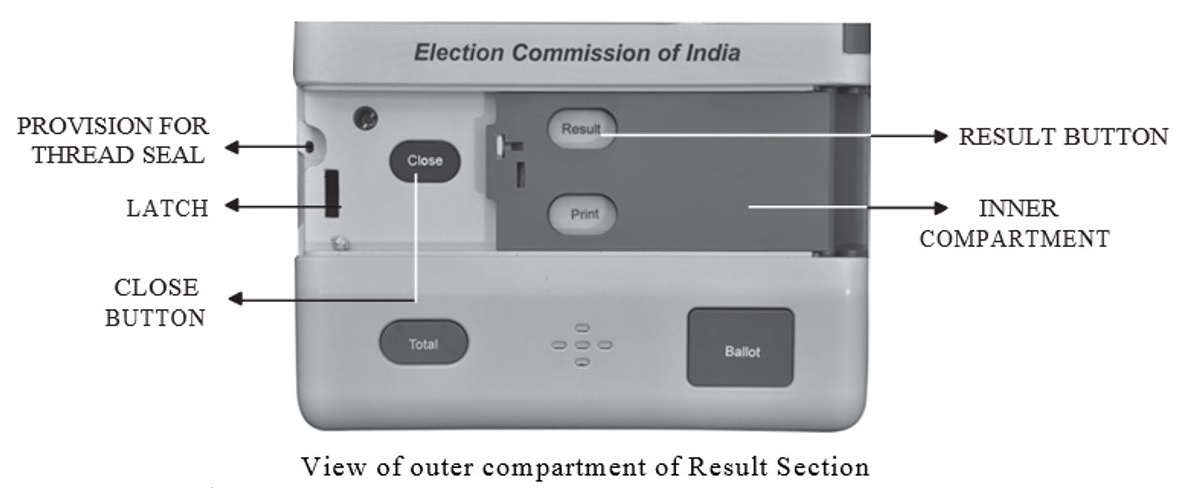 Election Commission of India
PROVISION FOR
THREAD SEAL
Result
RESULT BUTTON
Close
LATCH
Print
INNER
COMPARTMENT
CLOSE
BUTTON
Total
Ballot
View of outer compartment of Result Section